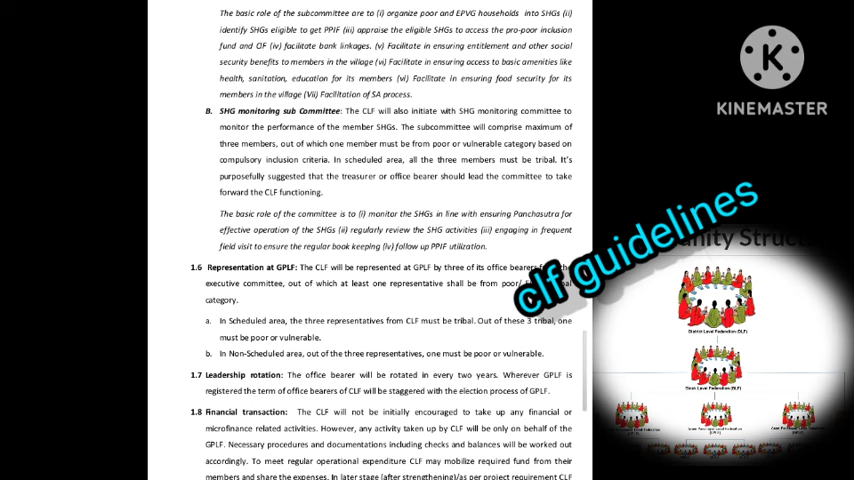 The basic role of the subcommittee are to (i) organize poor and EPVG households into SHGs (ii)
identify SHGs eligible to get PPIF (iii) appraise the eligible SHGs to access the pro-poor inclusion
fund and CIF (iv) facilitate bank linkages. (v) Facilitate in ensuring entitlement and other social
security benefits to members in the village (vi) Facilitate in ensuring access to basic amenities like
health, sanitation, education for its members (vi) Facilitate in ensuring food security for its
members in the village (Vii) Facilitation of SA process.
B. SHG monitoring sub Committee: The CLF will also initiate with SHG monitoring committee to
monitor the performance of the member SHGs. The subcommittee will comprise maximum of
three members, out of which one member must be from poor or vulnerable category based on
compulsory inclusion criteria. In scheduled area, all the three members must be tribal. It's
purposefully suggested that the treasurer or office bearer should lead the committee to take
forward the CLF functioning.
The basic role of the committee is to (i) monitor the SHGs in line with ensuring Panchasutra for
effective operation of the SHGs (ii) regularly review the SHG activities (iii) engaging in frequent
field visit to ensure the regular book keeping (iv) follow up PPIF utilization.
1.6 Representation at GPLF: The CLF will be represented at GPLF by three of its office bearers
executive committee, out of which at least one representative shall be from poor/
category.
a. In Scheduled area, the three representatives from CLF must be tribal. Out of these 3 tribal, one
must be poor or vulnerable.
b. In Non-Scheduled area, out of the three representatives, one must be poor or vulnerable.
1.7 Leadership rotation: The office bearer will be rotated in every two years. Wherever GPLF is
registered the term of office bearers of CLF will be staggered with the election process of GPLF.
1.8 Financial transaction: The CLF will not be initially encouraged to take up any financial or
microfinance related activities. However, any activity taken up by CLF will be only on behalf of the
GPLF. Necessary procedures and documentations including checks and balances will be worked out
accordingly. To meet regular operational expenditure CLF may mobilize required fund from their
members and share the expenses. In later stage (after strengthening)/as per project requirement CLF
KINEMASTER
clf guidelines
District Level Federation (DLF)
Block Level Federation (BLF)